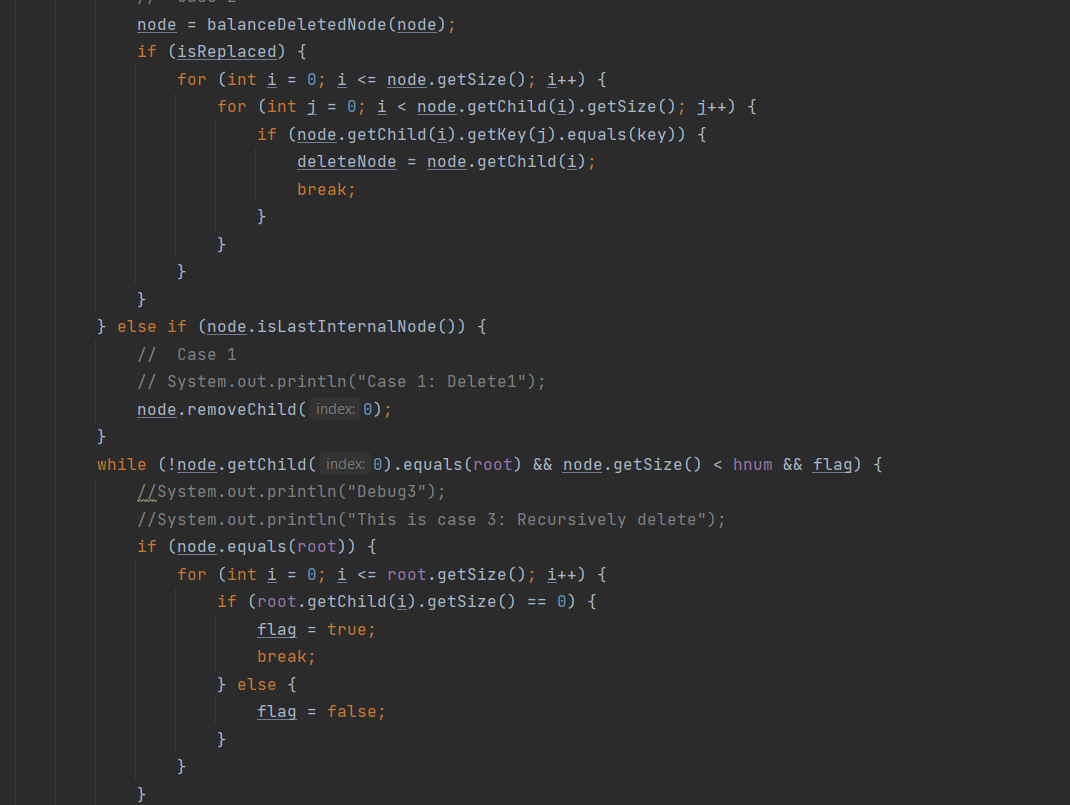 // Case 2
node = balanceDeletedNode(node);
if (isReplaced) {
for (int i = 0; i <= node.getSize(); i++) {
for (int j = 0; i < node.getChild(i).getSize(); j++) {
if (node.getChild(i).getKey(j).equals(key)) {
deleteNode = node.getChild(i);
break;
}
}
}
}
} else if (node.isLastInternalNode()) {
// Case 1
// System.out.println("Case 1: Delete1");
node.removeChild( index: 0);
}
while (!node.getChild( index: 0).equals(root) && node.getSize() < hnum && flag) {
//System.out.println("Debug3");
//System.out.println("This is case 3: Recursively delete");
if (node.equals(root)) {
for (int i = 0; i <= root.getSize(); i++) {
if (root.getChild(i).getSize() == 0) {
flag = true;
break;
} else {
flag = false;
}
}
}